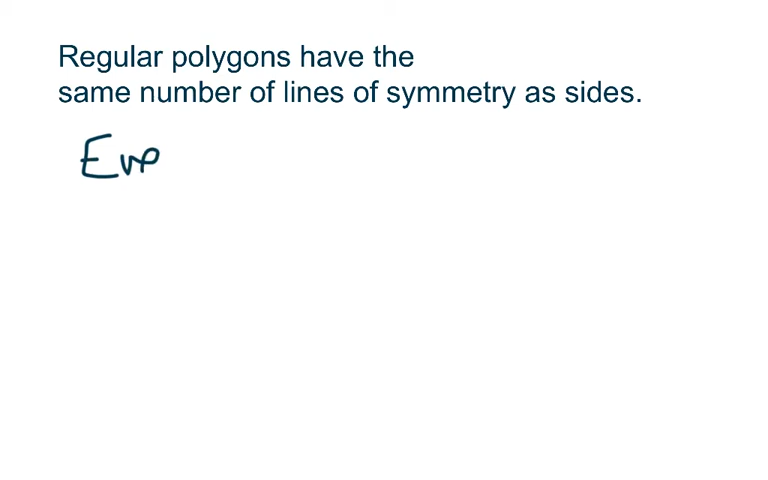 Regular polygons have the
same number of lines of symmetry as sides.